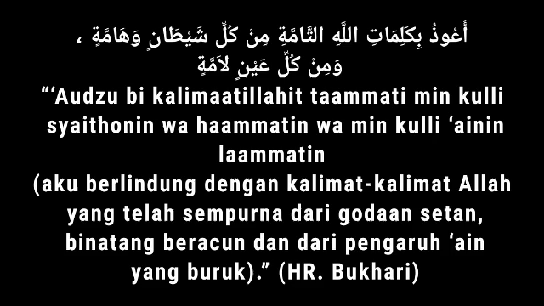 أَعُوذُ بِكَلِمَاتِ اللَّهِ التَّامَّةِ مِنْ كُلِّ شَيْطَانٍ وَهَامَّةٍ ،
وَمِنْ كُلِّ عَيْنٍ لاَمَّةٍ
“‘Audzu bi kalimaatillahit taammati min kulli
syaithonin wa haammatin wa min kulli ‘ainin
laammatin
(aku berlindung dengan kalimat-kalimat Allah
yang telah sempurna dari godaan setan,
binatang beracun dan dari pengaruh ‘ain
yang buruk).” (HR. Bukhari)